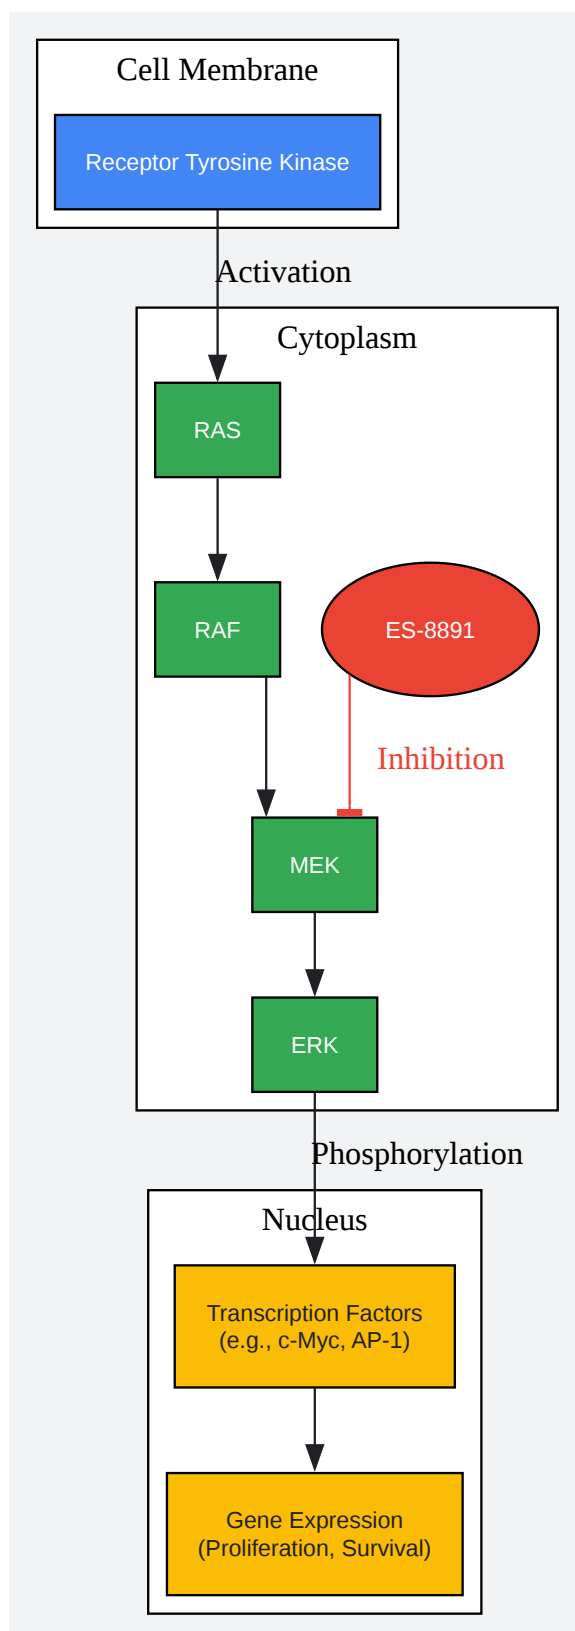 Cell Membrane
Receptor Tyrosine Kinase
Activation
Cytoplasm
RAS
RAF
ES-8891
Inhibition
MEK
ERK
Phosphorylation
Nucleus
Transcription Factors
(e.g., c-Myc, AP-1)
Gene Expression
(Proliferation, Survival)